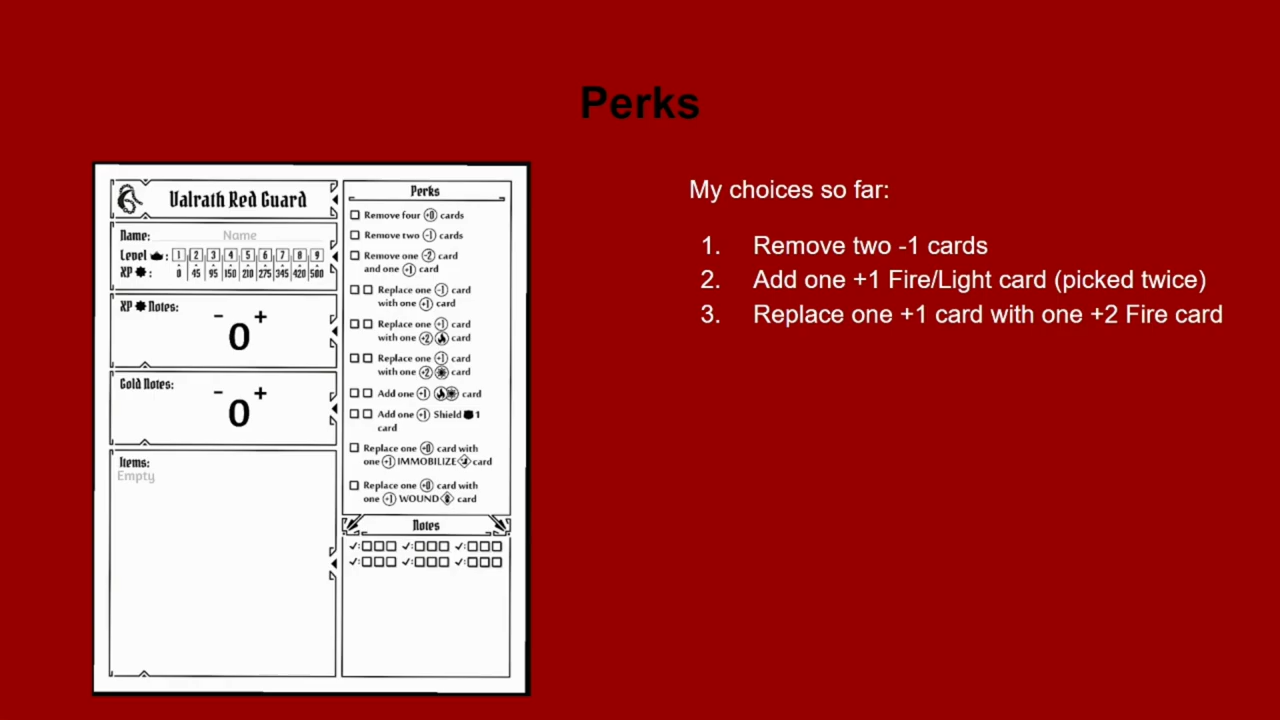 Perks
Valrath Red Guard
Name: Name
Level : 1 2 3 4 5 6 7 8 9
XP : 0 45 95 150 210 275 345 420 500
XP Notes:
- 0 +
Gold Notes:
- 0 +
Items:
Empty
Perks
Remove four +0 cards
Remove two -1 cards
Remove one -2 card
and one +1 card
Replace one -1 card
with one +1 card
Replace one +1 card
with one +2 card
Replace one +1 card
with one +2 card
Add one +1 card
Add one +1 Shield 1
card
Replace one +0 card with
one +1 IMMOBILIZE card
Replace one +0 card with
one +1 WOUND card
Notes
My choices so far:
1. Remove two -1 cards
2. Add one +1 Fire/Light card (picked twice)
3. Replace one +1 card with one +2 Fire card